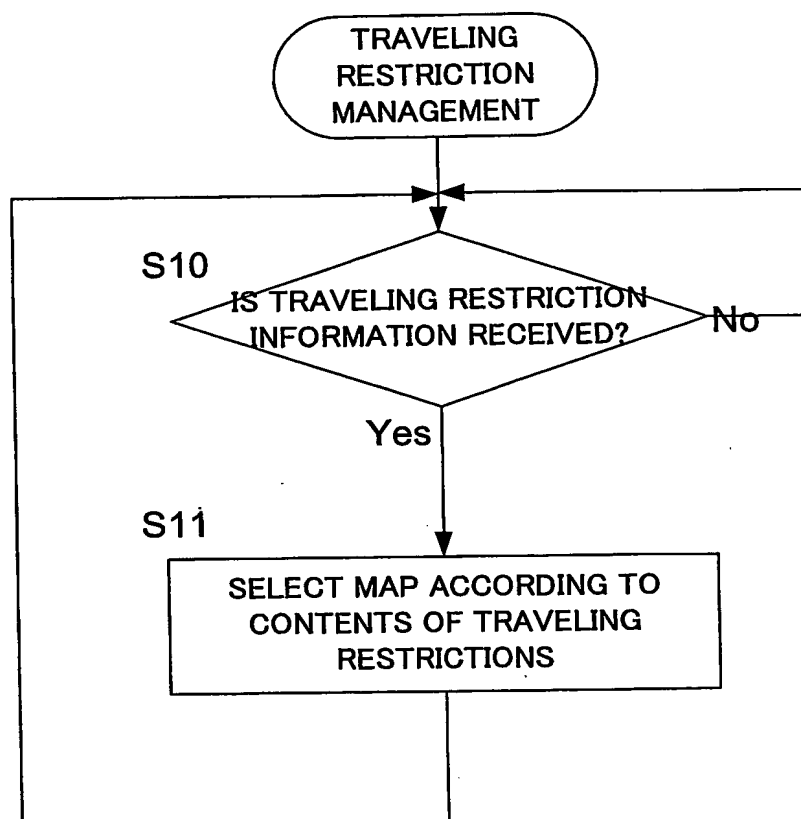 TRAVELING
RESTRICTION
MANAGEMENT
S10
IS TRAVELING RESTRICTION
INFORMATION RECEIVED?
No
Yes
S11
SELECT MAP ACCORDING TO
CONTENTS OF TRAVELING
RESTRICTIONS